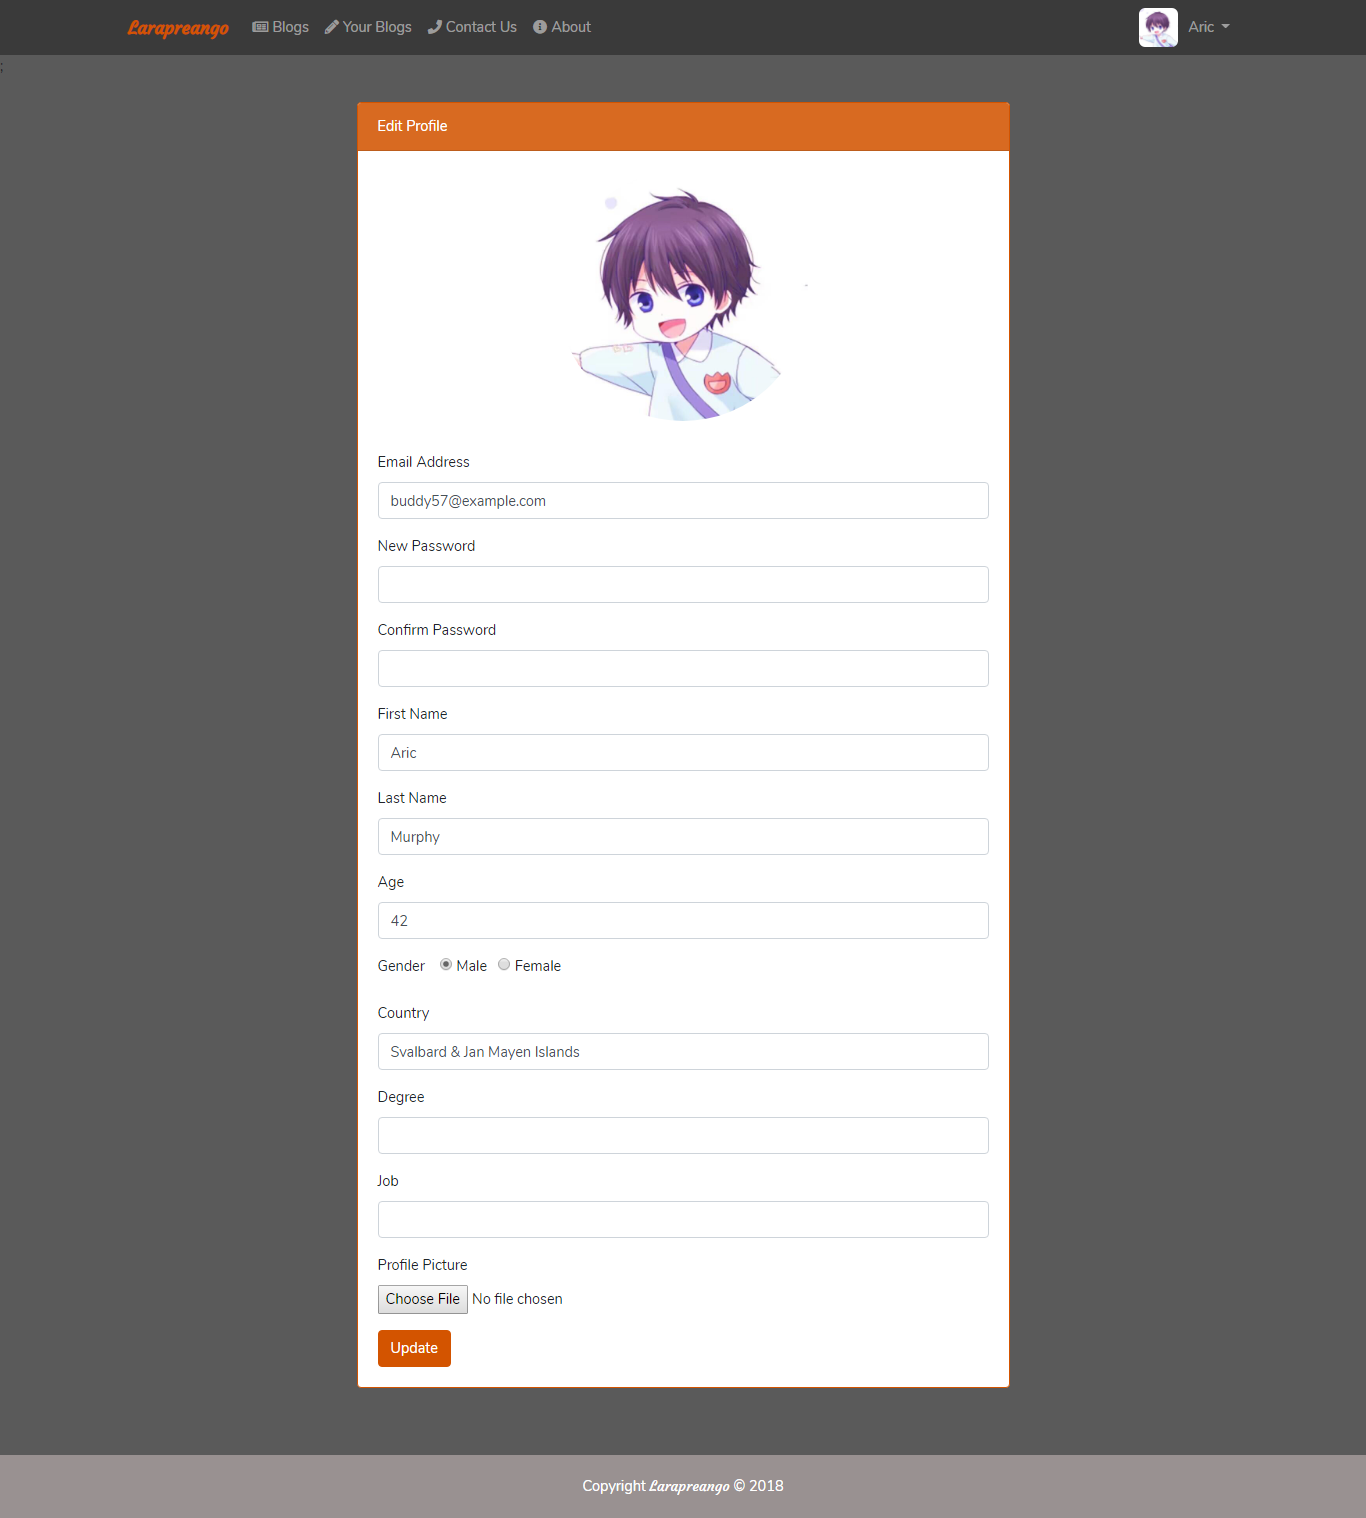 Larapreango Blogs Your Blogs Contact Us About Aric
;
Edit Profile
Email Address
buddy57@example.com
New Password
Confirm Password
First Name
Aric
Last Name
Murphy
Age
42
Gender Male Female
Country
Svalbard & Jan Mayen Islands
Degree
Job
Profile Picture
Choose File No file chosen
Update
Copyright Larapreango © 2018